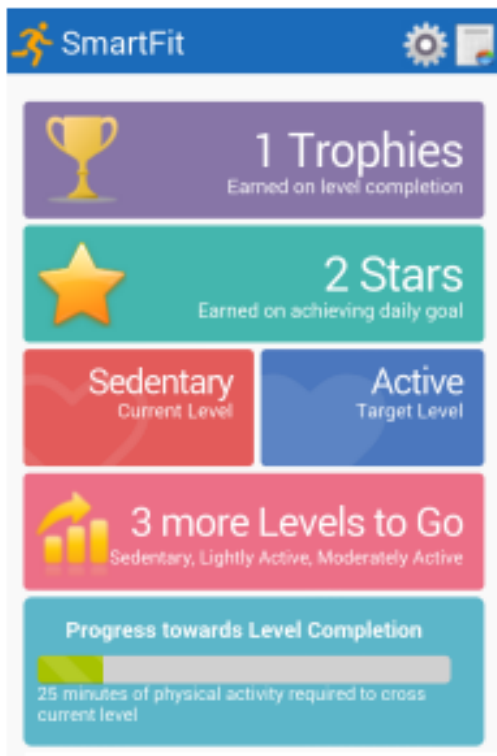 SmartFit
1 Trophies
Earned on level completion
2 Stars
Earned on achieving daily goal
Sedentary
Current Level
Active
Target Level
3 more Levels to Go
Sedentary, Lightly Active, Moderately Active
Progress towards Level Completion
25 minutes of physical activity required to cross
current level